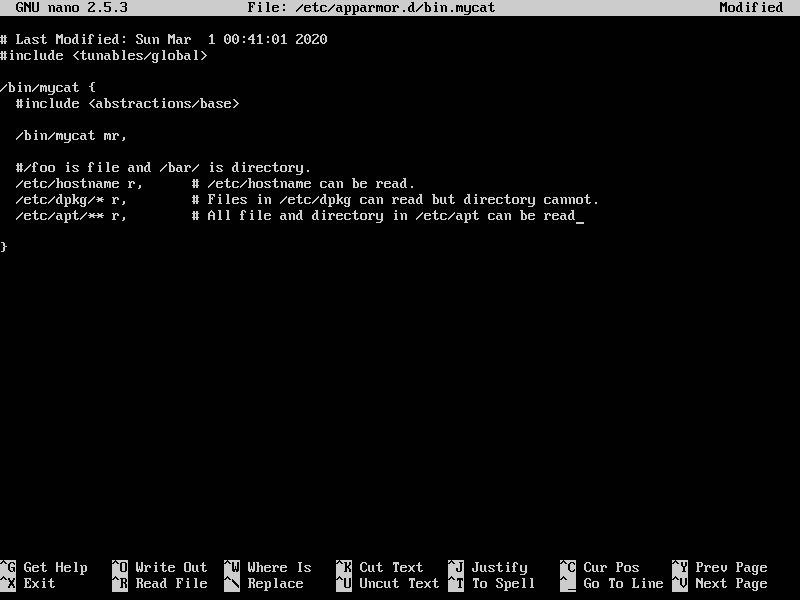 GNU nano 2.5.3 File: /etc/apparmor.d/bin.mycat Modified
# Last Modified: Sun Mar  1 00:41:01 2020
#include <tunables/global>
/bin/mycat {
  #include <abstractions/base>
  /bin/mycat mr,
  #/foo is file and /bar/ is directory.
  /etc/hostname r,      # /etc/hostname can be read.
  /etc/dpkg/* r,        # Files in /etc/dpkg can read but directory cannot.
  /etc/apt/** r,        # All file and directory in /etc/apt can be read_
}
^G Get Help ^O Write Out ^W Where Is ^K Cut Text ^J Justify ^C Cur Pos ^Y Prev Page
^X Exit ^R Read File ^\ Replace ^U Uncut Text ^T To Spell ^_ Go To Line ^V Next Page